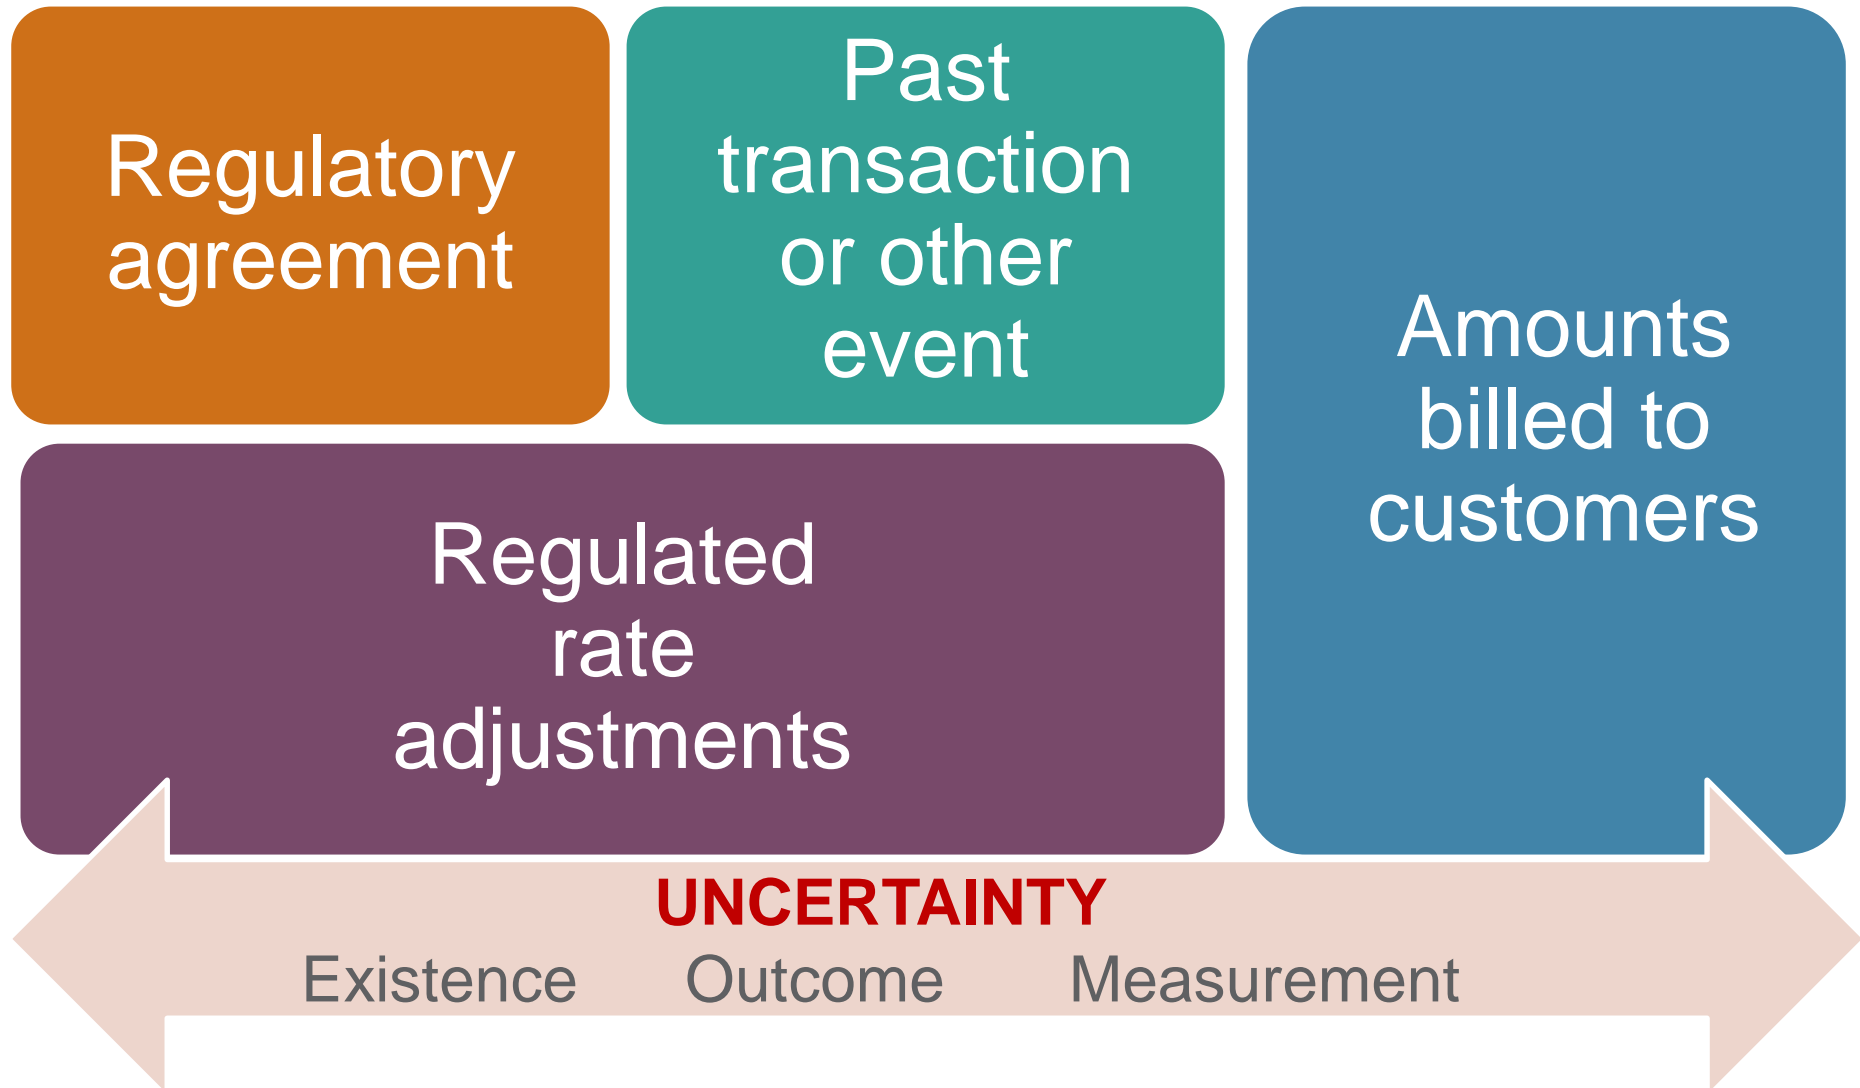 Regulatory
agreement
Past
transaction
or other
event
Amounts
billed to
customers
Regulated
rate
adjustments
UNCERTAINTY
Existence Outcome Measurement